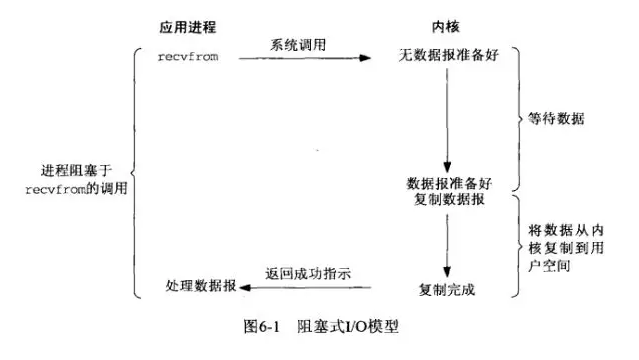 应用进程
内核
recvfrom
系统调用
无数据报准备好
等待数据
进程阻塞于
recvfrom的调用
数据报准备好
复制数据报
将数据从内
核复制到用
户空间
处理数据报
返回成功指示
复制完成
图6-1 阻塞式I/O模型